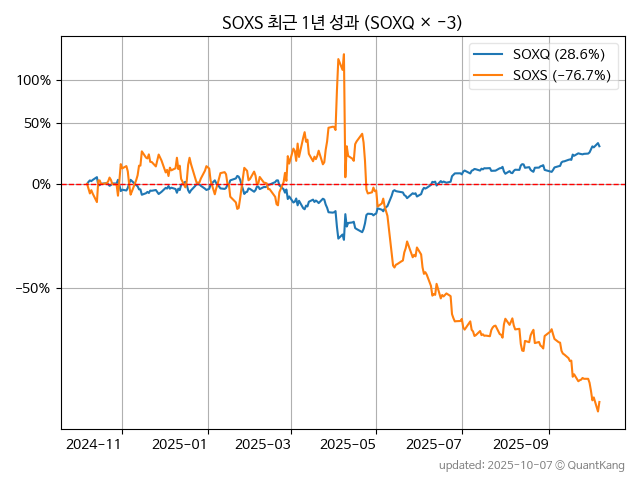 SOXS 최근 1년 성과 (SOXQ × −3)
SOXQ (28.6%)
SOXS (−76.7%)
100%
50%
0%
−50%
2024-11
2025-01
2025-03
2025-05
2025-07
2025-09
updated: 2025-10-07 © QuantKang